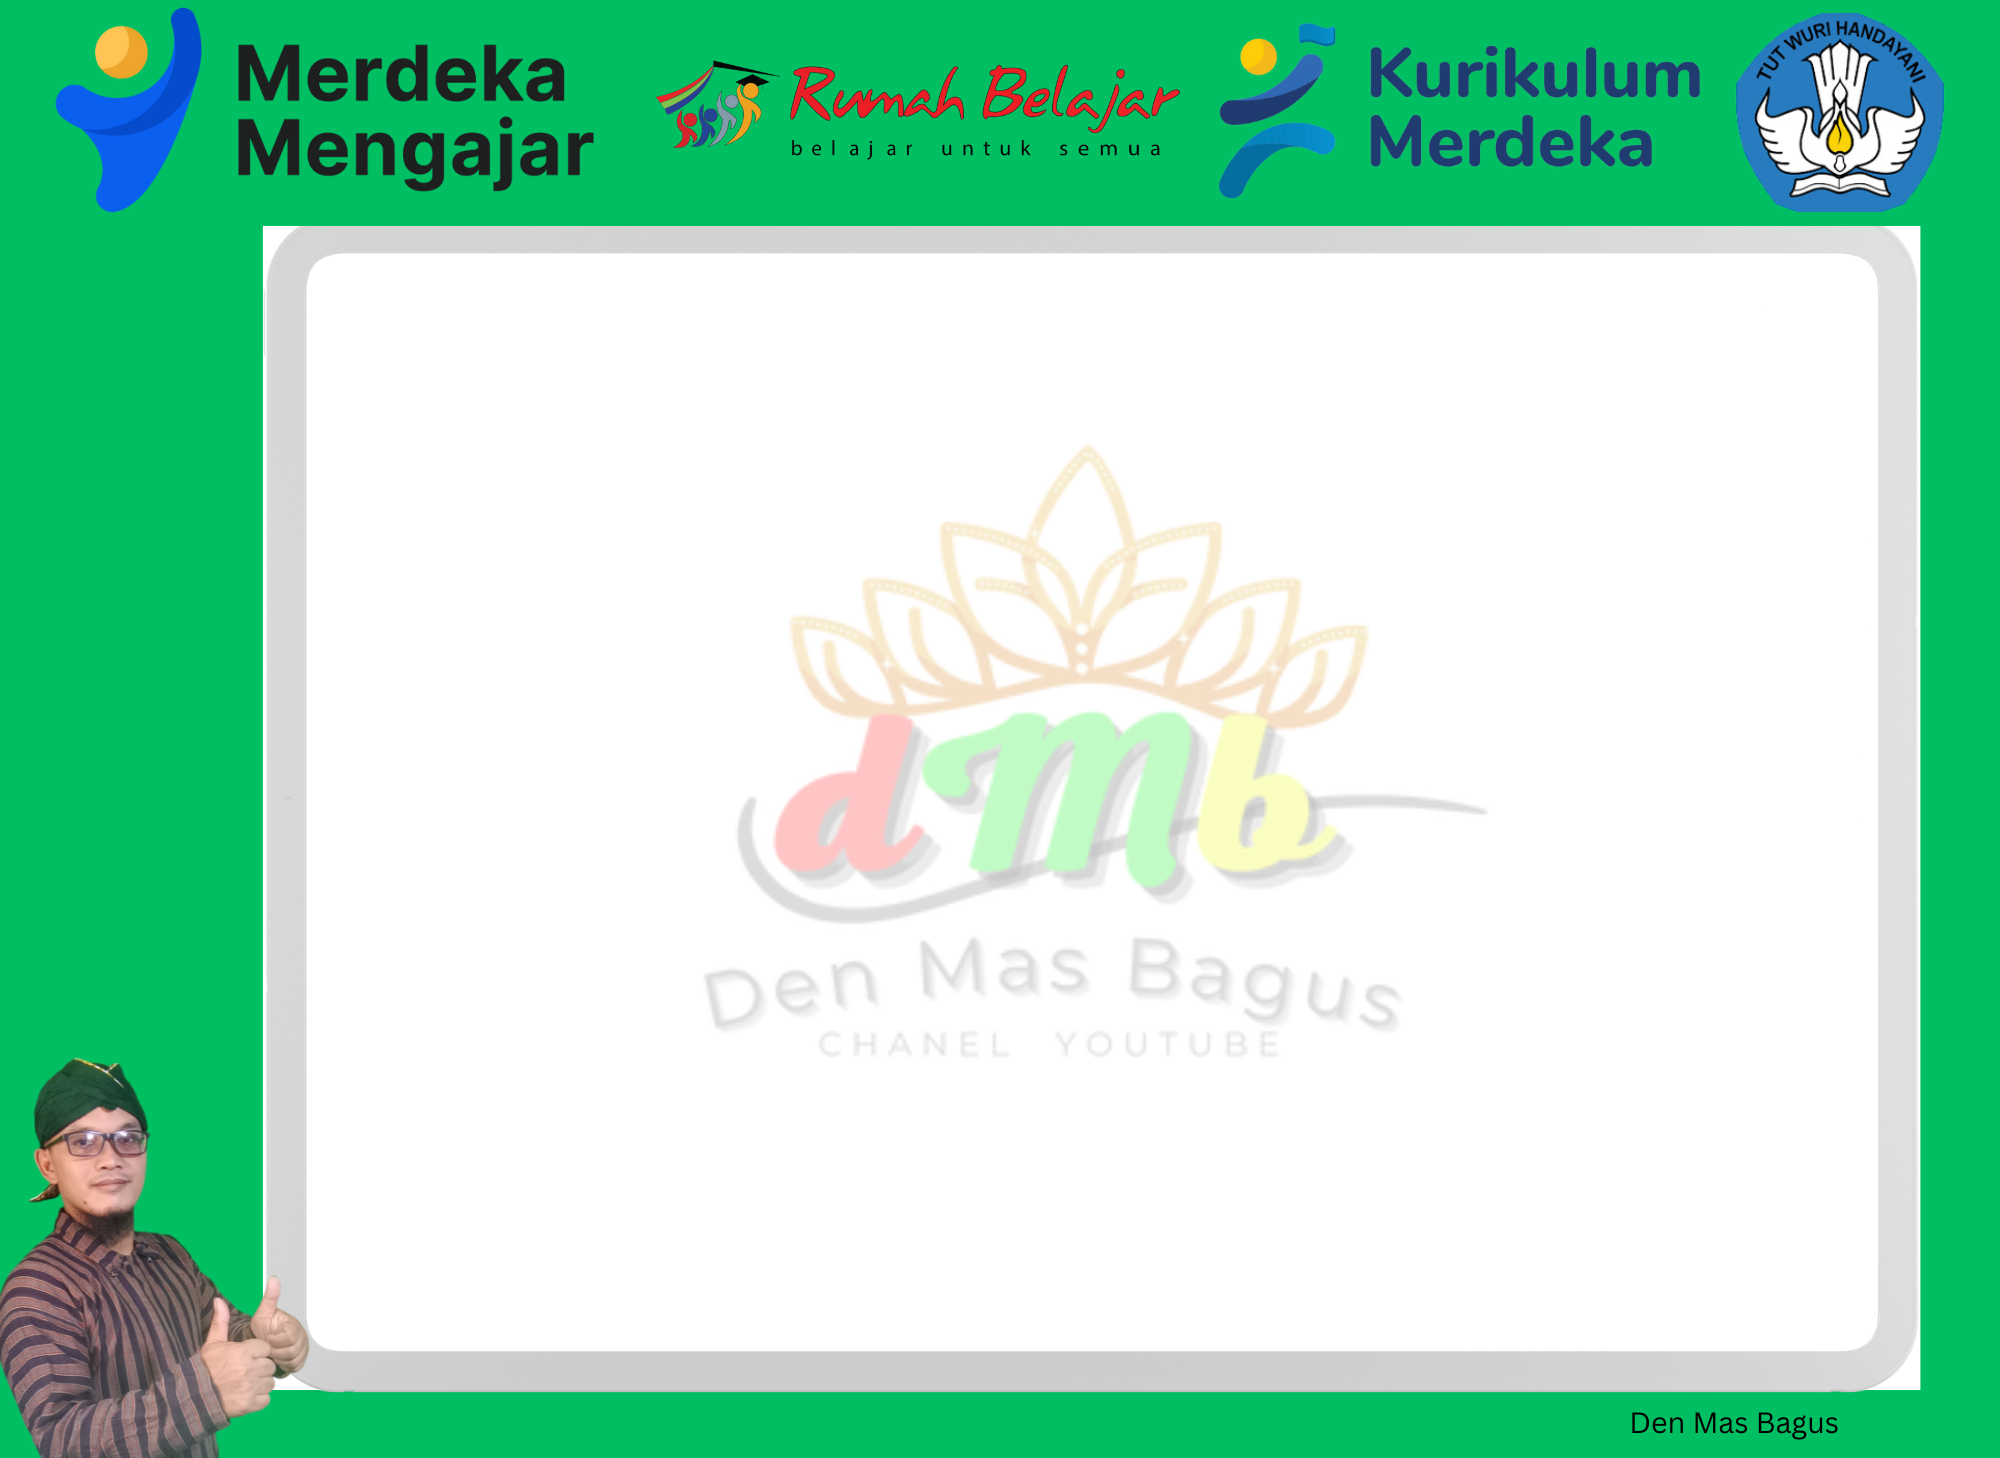 Merdeka
Mengajar
Rumah Belajar
belajar untuk semua
Kurikulum
Merdeka
TUT WURI HANDAYANI
dMb
Den Mas Bagus
CHANEL YOUTUBE
Den Mas Bagus